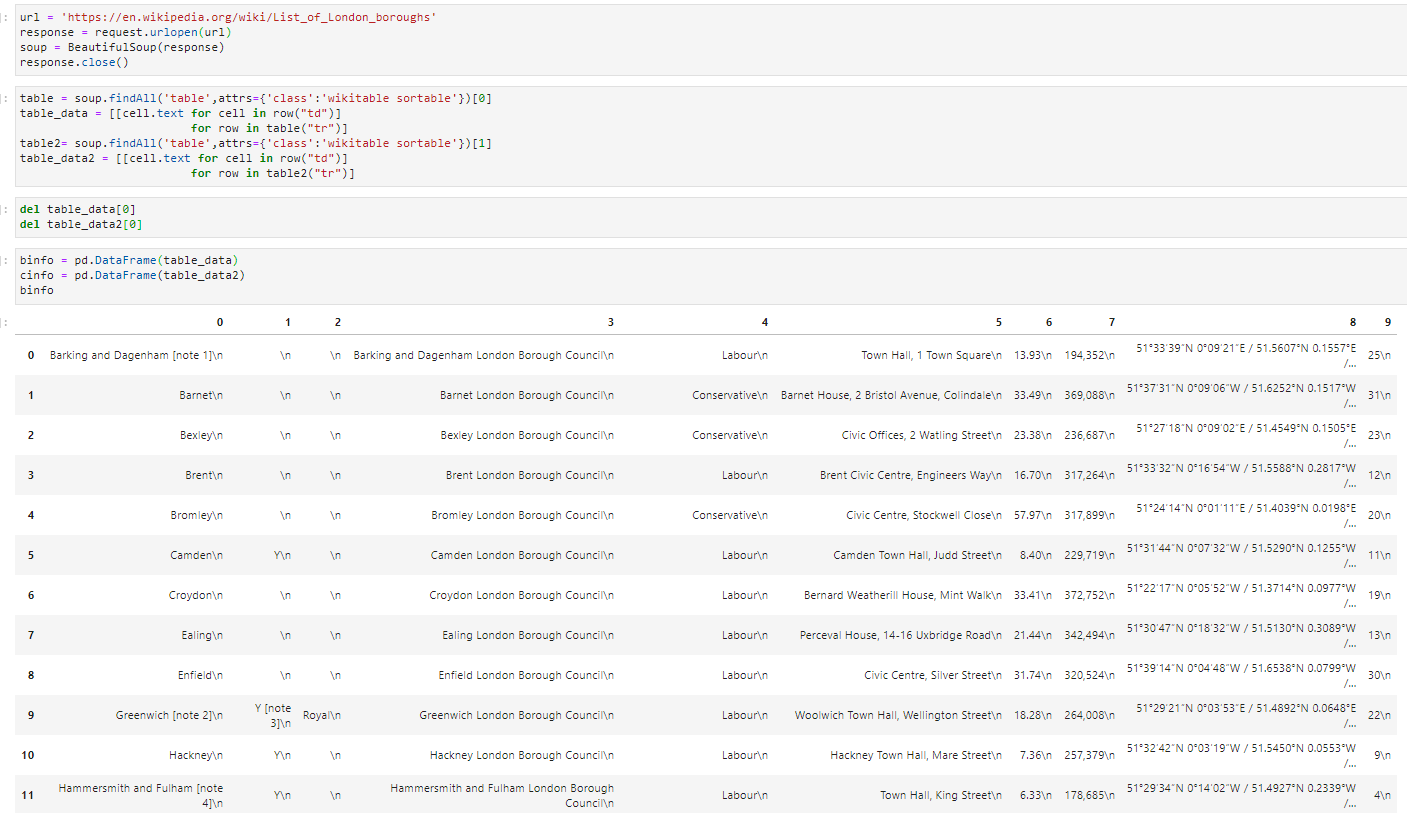 ]: url = 'https://en.wikipedia.org/wiki/List_of_London_boroughs'
response = request.urlopen(url)
soup = BeautifulSoup(response)
response.close()
]: table = soup.findAll('table',attrs={'class':'wikitable sortable'})[0]
table_data = [[cell.text for cell in row("td")]
for row in table("tr")]
table2= soup.findAll('table',attrs={'class':'wikitable sortable'})[1]
table_data2 = [[cell.text for cell in row("td")]
for row in table2("tr")]
]: del table_data[0]
del table_data2[0]
]: binfo = pd.DataFrame(table_data)
cinfo = pd.DataFrame(table_data2)
binfo
]: 0 1 2 3 4 5 6 7 8 9
0 Barking and Dagenham [note 1]\n \n \n Barking and Dagenham London Borough Council\n Labour\n Town Hall, 1 Town Square\n 13.93\n 194,352\n 51°33′39″N 0°09′21″E / 51.5607°N 0.1557°E 25\n
/...
1 Barnet\n \n \n Barnet London Borough Council\n Conservative\n Barnet House, 2 Bristol Avenue, Colindale\n 33.49\n 369,088\n 51°37′31″N 0°09′06″W / 51.6252°N 0.1517°W 31\n
/...
2 Bexley\n \n \n Bexley London Borough Council\n Conservative\n Civic Offices, 2 Watling Street\n 23.38\n 236,687\n 51°27′18″N 0°09′02″E / 51.4549°N 0.1505°E 23\n
/...
3 Brent\n \n \n Brent London Borough Council\n Labour\n Brent Civic Centre, Engineers Way\n 16.70\n 317,264\n 51°33′32″N 0°16′54″W / 51.5588°N 0.2817°W 12\n
/...
4 Bromley\n \n \n Bromley London Borough Council\n Conservative\n Civic Centre, Stockwell Close\n 57.97\n 317,899\n 51°24′14″N 0°01′11″E / 51.4039°N 0.0198°E 20\n
/...
5 Camden\n Y\n \n Camden London Borough Council\n Labour\n Camden Town Hall, Judd Street\n 8.40\n 229,719\n 51°31′44″N 0°07′32″W / 51.5290°N 0.1255°W 11\n
/...
6 Croydon\n \n \n Croydon London Borough Council\n Labour\n Bernard Weatherill House, Mint Walk\n 33.41\n 372,752\n 51°22′17″N 0°05′52″W / 51.3714°N 0.0977°W 19\n
/...
7 Ealing\n \n \n Ealing London Borough Council\n Labour\n Perceval House, 14-16 Uxbridge Road\n 21.44\n 342,494\n 51°30′47″N 0°18′32″W / 51.5130°N 0.3089°W 13\n
/...
8 Enfield\n \n \n Enfield London Borough Council\n Labour\n Civic Centre, Silver Street\n 31.74\n 320,524\n 51°39′14″N 0°04′48″W / 51.6538°N 0.0799°W 30\n
/...
9 Greenwich [note 2]\n Y [note 3]\n Royal\n Greenwich London Borough Council\n Labour\n Woolwich Town Hall, Wellington Street\n 18.28\n 264,008\n 51°29′21″N 0°03′53″E / 51.4892°N 0.0648°E 22\n
/...
10 Hackney\n Y\n \n Hackney London Borough Council\n Labour\n Hackney Town Hall, Mare Street\n 7.36\n 257,379\n 51°32′42″N 0°03′19″W / 51.5450°N 0.0553°W 9\n
/...
11 Hammersmith and Fulham [note 4]\n Y\n \n Hammersmith and Fulham London Borough Council\n Labour\n Town Hall, King Street\n 6.33\n 178,685\n 51°29′34″N 0°14′02″W / 51.4927°N 0.2339°W 4\n
/...